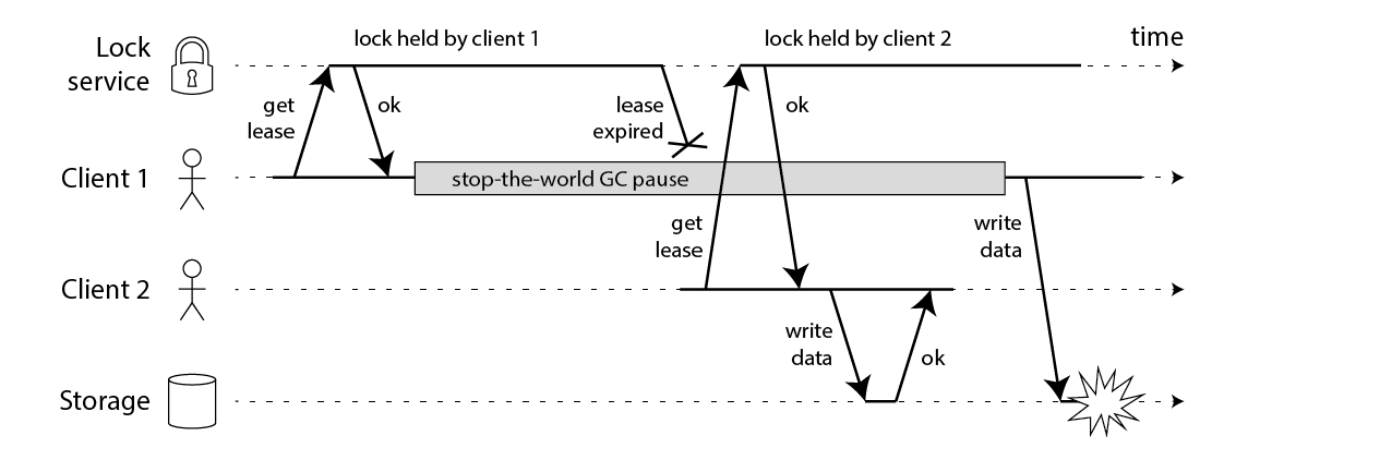 lock held by client 1
lock held by client 2
time
Lock
service
get
lease
ok
lease
expired
ok
Client 1
stop-the-world GC pause
get
lease
write
data
Client 2
write
data
ok
Storage